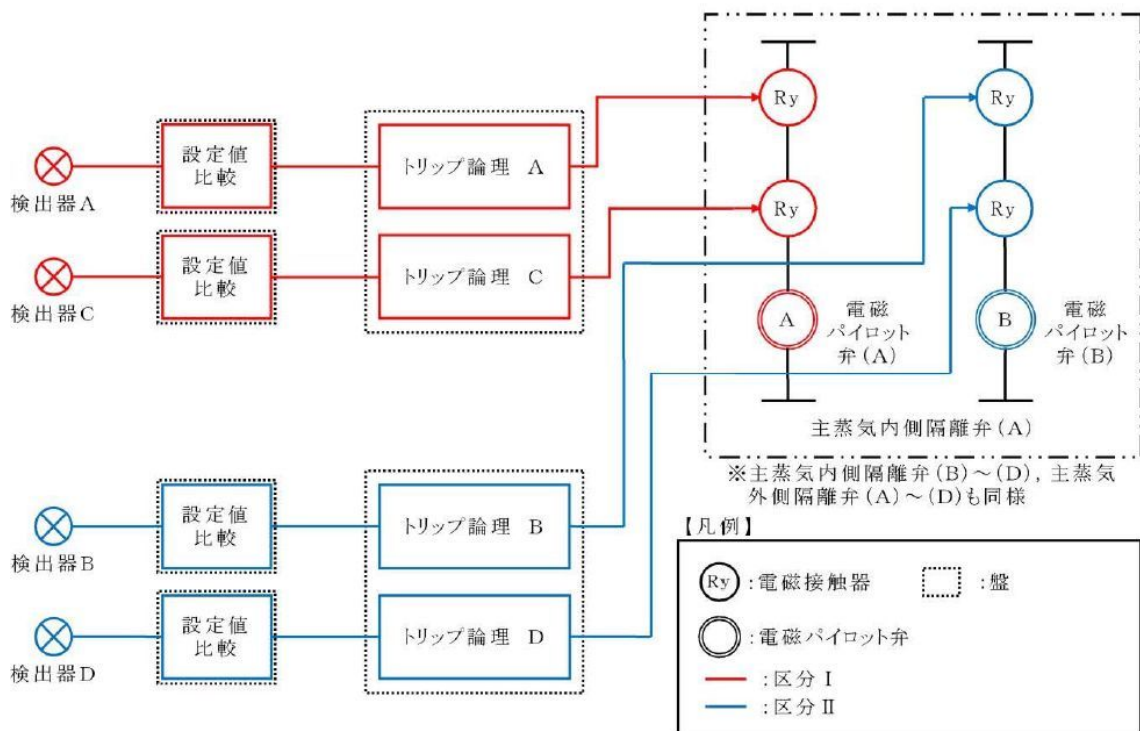 Ry
Ry
設定値
比較
トリップ論理 A
検出器A
Ry
Ry
設定値
比較
トリップ論理 C
検出器C
A
電磁
パイロット
弁(A)
B
電磁
パイロット
弁(B)
主蒸気内側隔離弁(A)
※主蒸気内側隔離弁(B)～(D), 主蒸気
外側隔離弁(A)～(D)も同様
設定値
比較
トリップ論理 B
検出器B
設定値
比較
トリップ論理 D
検出器D
【凡例】
Ry :電磁接触器
:盤
:電磁パイロット弁
:区分Ⅰ
:区分Ⅱ